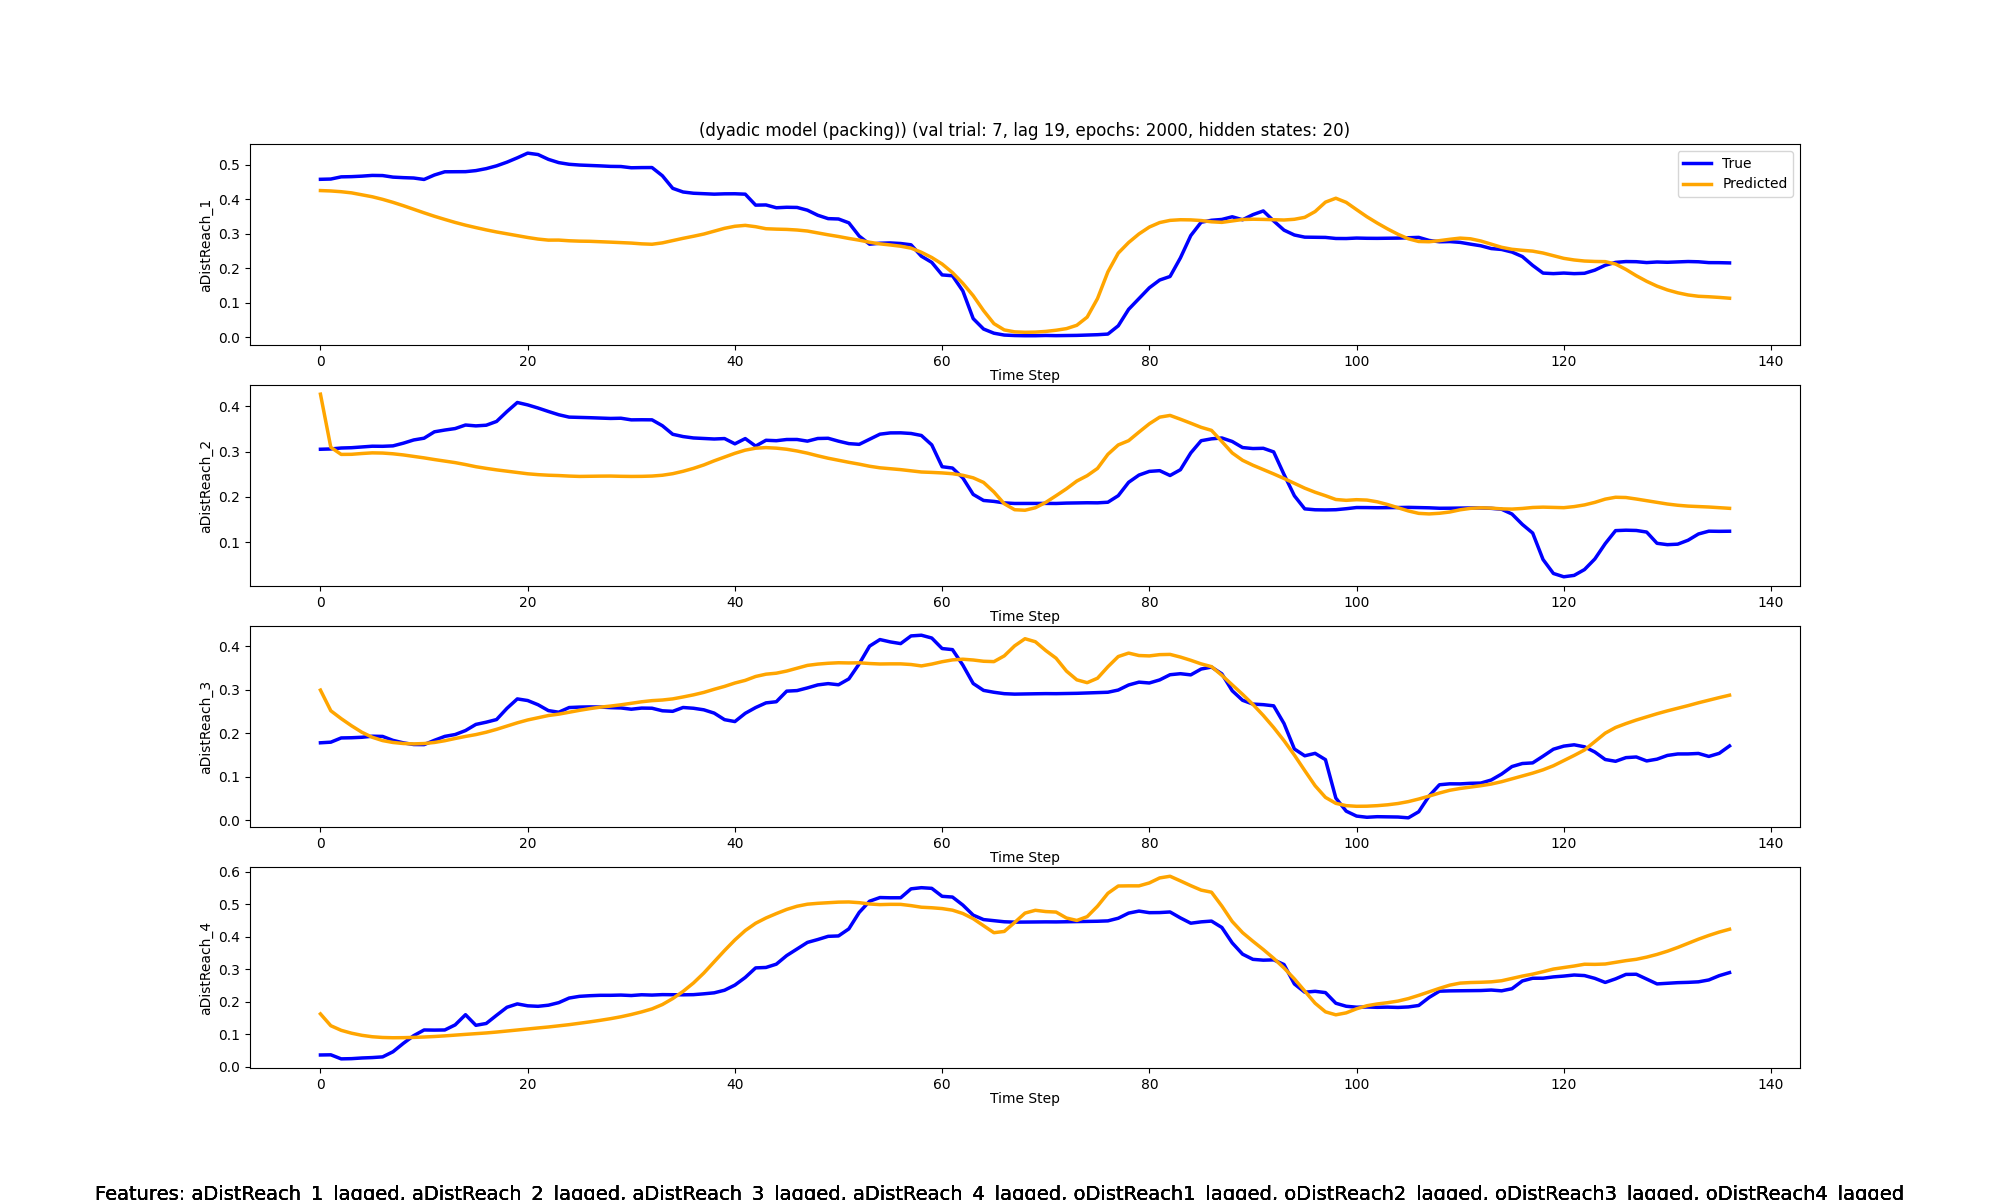 (dyadic model (packing)) (val trial: 7, lag 19, epochs: 2000, hidden states: 20)
True
Predicted
aDistReach_1
0.5
0.4
0.3
0.2
0.1
0.0
0 20 40 60 80 100 120 140
Time Step
aDistReach_2
0.4
0.3
0.2
0.1
0 20 40 60 80 100 120 140
Time Step
aDistReach_3
0.4
0.3
0.2
0.1
0.0
0 20 40 60 80 100 120 140
Time Step
aDistReach_4
0.6
0.5
0.4
0.3
0.2
0.1
0.0
0 20 40 60 80 100 120 140
Time Step
Features: aDistReach_1_lagged, aDistReach_2_lagged, aDistReach_3_lagged, aDistReach_4_lagged, oDistReach1_lagged, oDistReach2_lagged, oDistReach3_lagged, oDistReach4_lagged